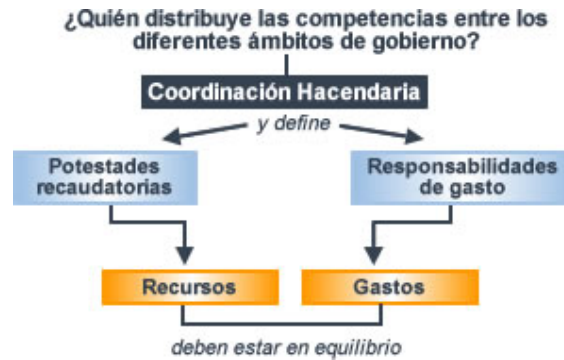 ¿Quién distribuye las competencias entre los
diferentes ámbitos de gobierno?
Coordinación Hacendaria
y define
Potestades
recaudatorias
Responsabilidades
de gasto
Recursos
Gastos
deben estar en equilibrio